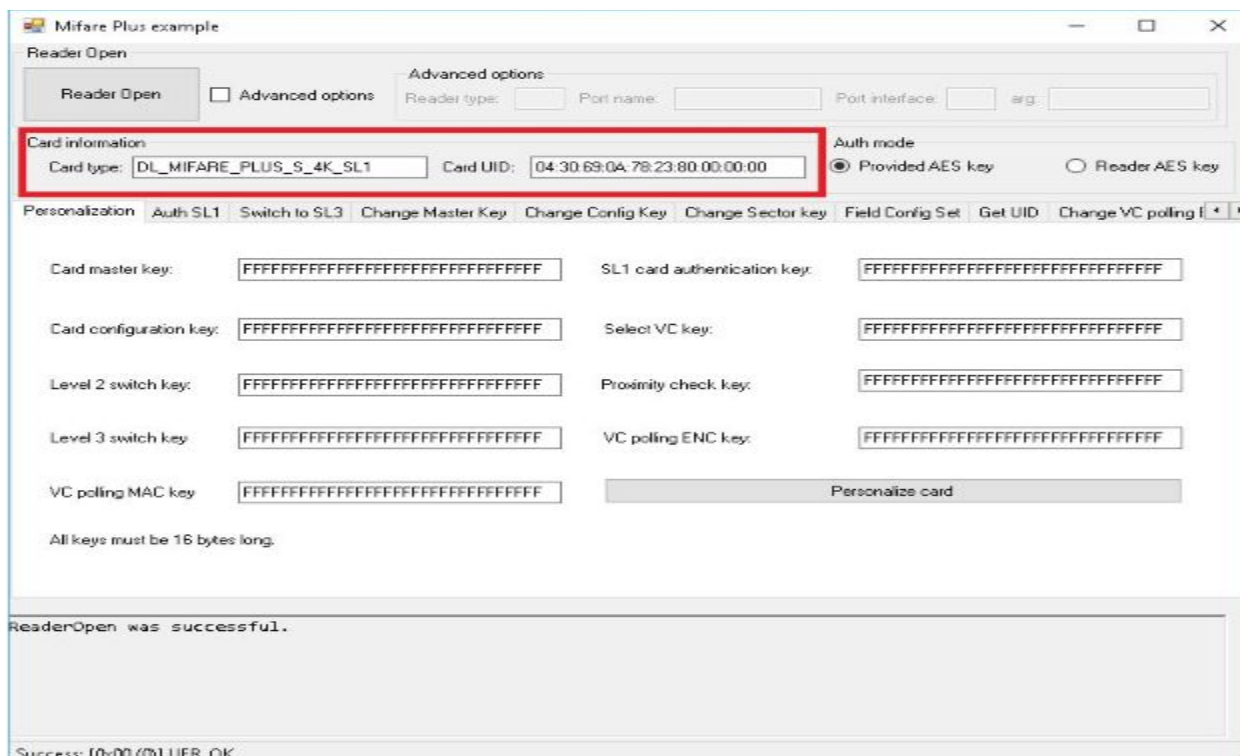 Mifare Plus example
Reader Open
Reader Open
Advanced options
Advanced options
Reader type:
Port name:
Port interface:
arg
Card information
Card type: DL_MIFARE_PLUS_S_4K_SL1 Card UID: 04:30:69:0A:78:23:80:00:00:00
Auth mode
Provided AES key
Reader AES key
Personalization Auth SL1 Switch to SL3 Change Master Key Change Config Key Change Sector key Field Config Set Get UID Change VC polling
Card master key: FFFFFFFFFFFFFFFFFFFFFFFFFFFFFFFF SL1 card authentication key: FFFFFFFFFFFFFFFFFFFFFFFFFFFFFFFF
Card configuration key: FFFFFFFFFFFFFFFFFFFFFFFFFFFFFFFF Select VC key: FFFFFFFFFFFFFFFFFFFFFFFFFFFFFFFF
Level 2 switch key: FFFFFFFFFFFFFFFFFFFFFFFFFFFFFFFF Proximity check key: FFFFFFFFFFFFFFFFFFFFFFFFFFFFFFFF
Level 3 switch key FFFFFFFFFFFFFFFFFFFFFFFFFFFFFFFF VC polling ENC key: FFFFFFFFFFFFFFFFFFFFFFFFFFFFFFFF
VC polling MAC key FFFFFFFFFFFFFFFFFFFFFFFFFFFFFFFF Personalize card
All keys must be 16 bytes long.
ReaderOpen was successful.
Success: [0x00 (0)] UFR_OK